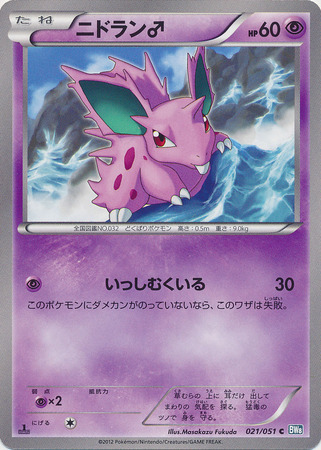 たね ニドラン♂ HP60
全国図鑑NO.032 どくばりポケモン 高さ：0.5m 重さ：9.0kg
いっしむくいる 30
このポケモンにダメカンがのっていないなら、このワザは失敗。
弱点 抵抗力
×2
にげる
草むらの 上に 耳だけ 出して
まわりの 気配を 探る。 猛毒の
ツノで 身を 守る。
Illus.Masakazu Fukuda 021/051 C BW8
©2012 Pokémon/Nintendo/Creatures/GAME FREAK.